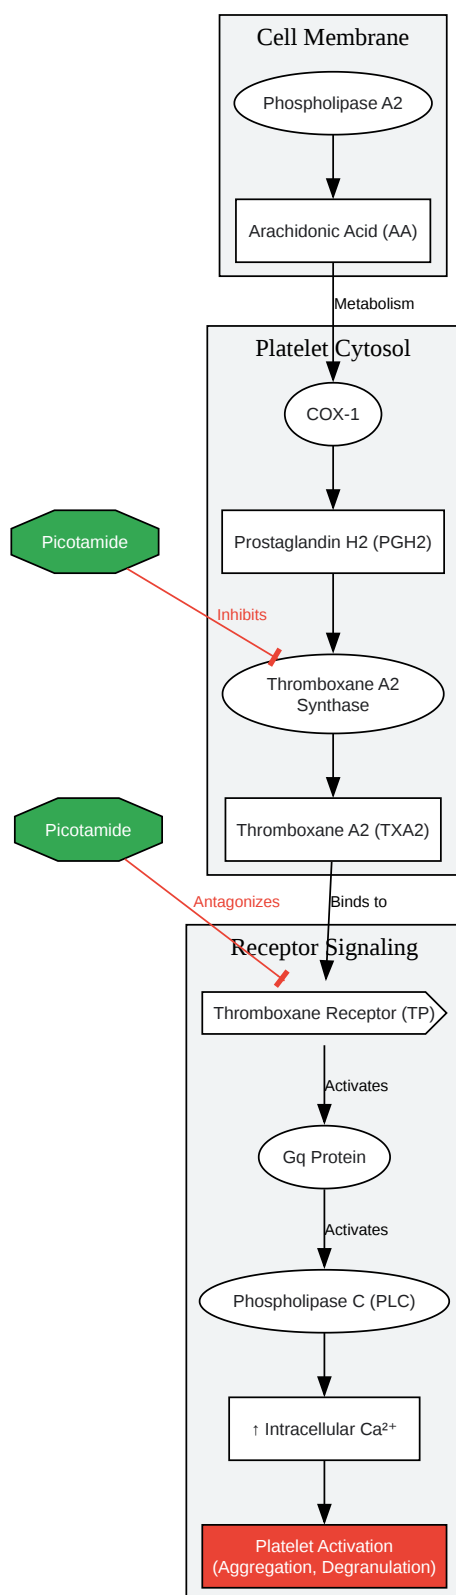 Cell Membrane
Phospholipase A2
Arachidonic Acid (AA)
Metabolism
Platelet Cytosol
COX-1
Prostaglandin H2 (PGH2)
Picotamide
Inhibits
Thromboxane A2
Synthase
Thromboxane A2 (TXA2)
Picotamide
Antagonizes
Binds to
Receptor Signaling
Thromboxane Receptor (TP)
Activates
Gq Protein
Activates
Phospholipase C (PLC)
↑ Intracellular Ca²⁺
Platelet Activation
(Aggregation, Degranulation)